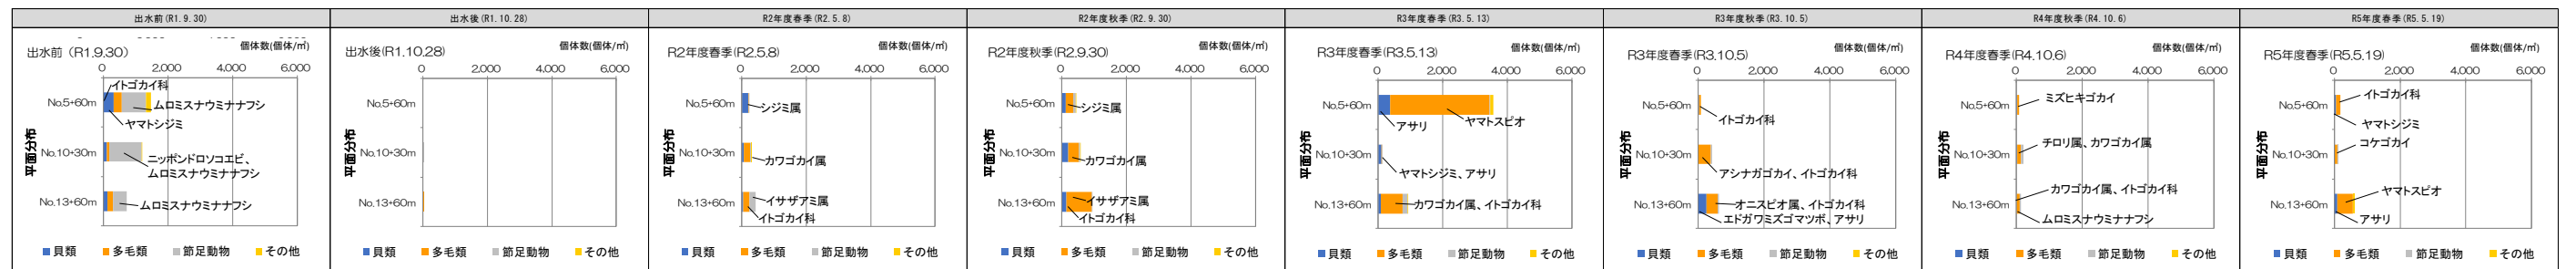 出水前(R1.9.30)
出水前（R1.9.30）
個体数(個体/㎡)
0 2,000 4,000 6,000
平面分布
No.5+60m
イトゴカイ科
ムロミスナウミナナフシ
ヤマトシジミ
No.10+30m
ニッポンドロソコエビ、
ムロミスナウミナナフシ
No.13+60m
ムロミスナウミナナフシ
貝類 多毛類 節足動物 その他
出水後(R1.10.28)
出水後(R1.10.28)
個体数(個体/㎡)
0 2,000 4,000 6,000
平面分布
No.5+60m
No.10+30m
No.13+60m
貝類 多毛類 節足動物 その他
R2年度春季(R2.5.8)
R2年度春季(R2.5.8)
個体数(個体/㎡)
0 2,000 4,000 6,000
平面分布
No.5+60m
シジミ属
No.10+30m
カワゴカイ属
No.13+60m
イサザアミ属
イトゴカイ科
貝類 多毛類 節足動物 その他
R2年度秋季(R2.9.30)
R2年度秋季(R2.9.30)
個体数(個体/㎡)
0 2,000 4,000 6,000
平面分布
No.5+60m
シジミ属
No.10+30m
カワゴカイ属
No.13+60m
イサザアミ属
イトゴカイ科
貝類 多毛類 節足動物 その他
R3年度春季(R3.5.13)
R3年度春季(R3.5.13)
個体数(個体/㎡)
0 2,000 4,000 6,000
平面分布
No.5+60m
アサリ
ヤマトスピオ
No.10+30m
ヤマトシジミ、アサリ
No.13+60m
カワゴカイ属、イトゴカイ科
貝類 多毛類 節足動物 その他
R3年度秋季(R3.10.5)
R3年度春季(R3.10.5)
個体数(個体/㎡)
0 2,000 4,000 6,000
平面分布
No.5+60m
イトゴカイ科
No.10+30m
アシナガゴカイ、イトゴカイ科
No.13+60m
オニスピオ属、イトゴカイ科
エドガワミズゴマツボ、アサリ
貝類 多毛類 節足動物 その他
R4年度秋季(R4.10.6)
R4年度春季(R4.10.6)
個体数(個体/㎡)
0 2,000 4,000 6,000
平面分布
No.5+60m
ミズヒキゴカイ
No.10+30m
チロリ属、カワゴカイ属
No.13+60m
カワゴカイ属、イトゴカイ科
ムロミスナウミナナフシ
貝類 多毛類 節足動物 その他
R5年度春季(R5.5.19)
R5年度春季(R5.5.19)
個体数(個体/㎡)
0 2,000 4,000 6,000
平面分布
No.5+60m
イトゴカイ科
ヤマトシジミ
No.10+30m
コケゴカイ
No.13+60m
ヤマトスピオ
アサリ
貝類 多毛類 節足動物 その他